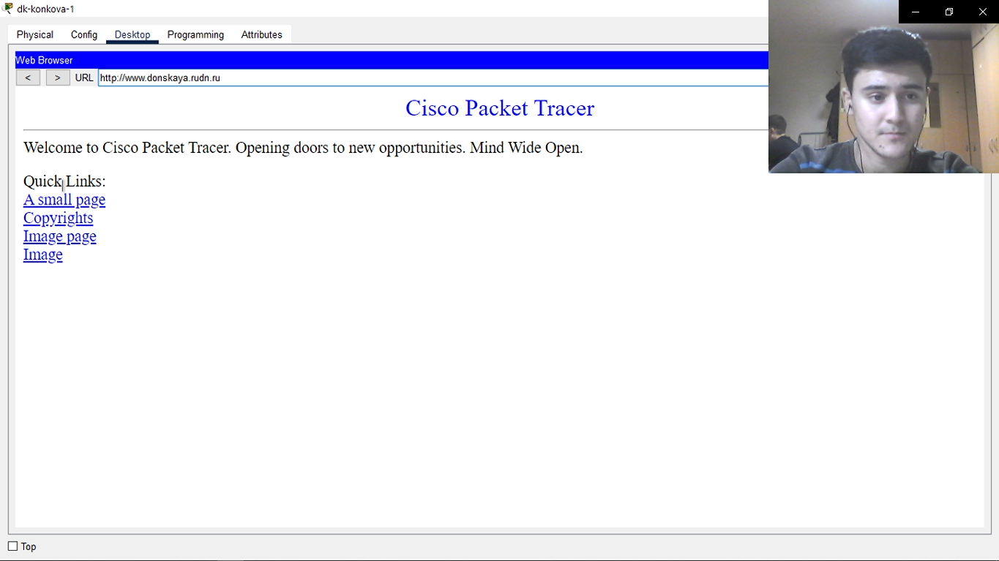 dk-konkova-1
Physical Config Desktop Programming Attributes
Web Browser
< > URL http://www.donskaya.rudn.ru
Cisco Packet Tracer
Welcome to Cisco Packet Tracer. Opening doors to new opportunities. Mind Wide Open.
Quick Links:
A small page
Copyrights
Image page
Image
Top